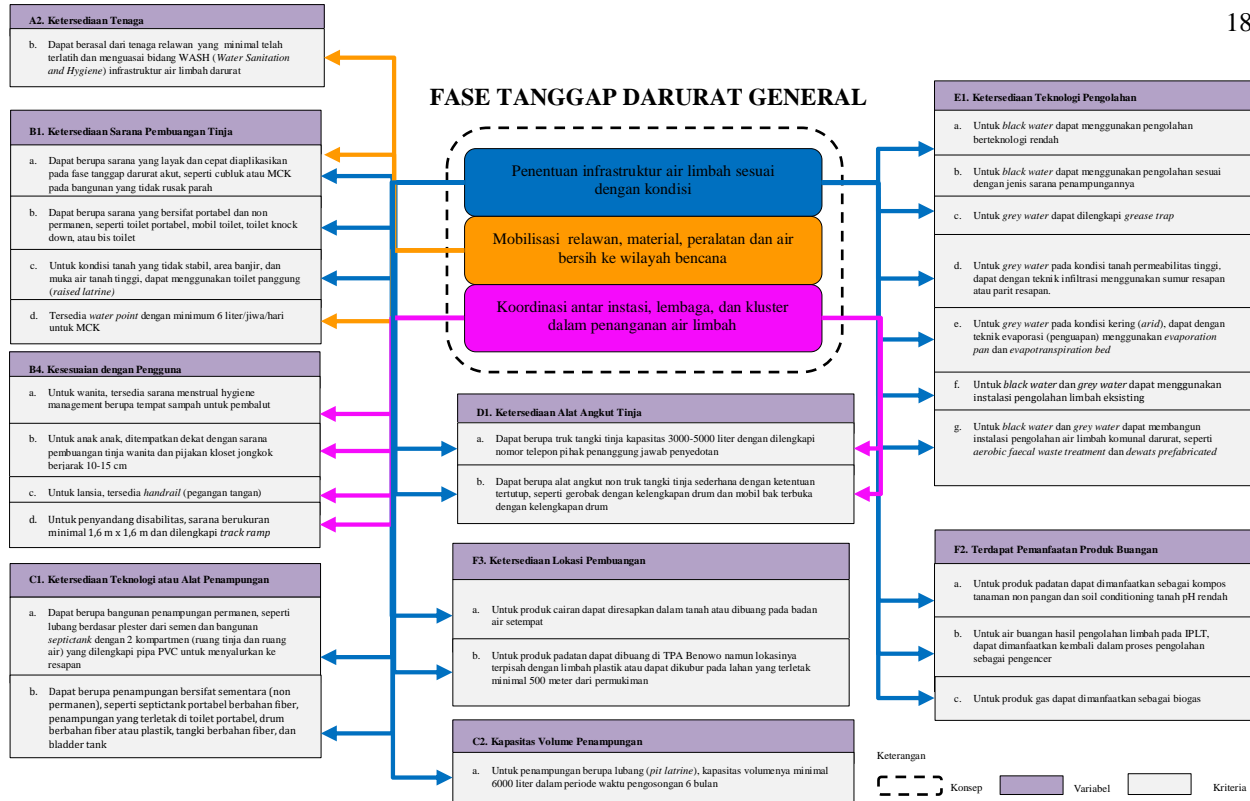 18
A2. Ketersediaan Tenaga
b. Dapat berasal dari tenaga relawan yang minimal telah
terlatih dan menguasai bidang WASH (Water Sanitation
and Hygiene) infrastruktur air limbah darurat
B1. Ketersediaan Sarana Pembuangan Tinja
a. Dapat berupa sarana yang layak dan cepat diaplikasikan
pada fase tanggap darurat akut, seperti cubluk atau MCK
pada bangunan yang tidak rusak parah
b. Dapat berupa sarana yang bersifat portabel dan non
permanen, seperti toilet portabel, mobil toilet, toilet knock
down, atau bis toilet
c. Untuk kondisi tanah yang tidak stabil, area banjir, dan
muka air tanah tinggi, dapat menggunakan toilet panggung
(raised latrine)
d. Tersedia water point dengan minimum 6 liter/jiwa/hari
untuk MCK
B4. Kesesuaian dengan Pengguna
a. Untuk wanita, tersedia sarana menstrual hygiene
management berupa tempat sampah untuk pembalut
b. Untuk anak anak, ditempatkan dekat dengan sarana
pembuangan tinja wanita dan pijakan kloset jongkok
berjarak 10-15 cm
c. Untuk lansia, tersedia handrail (pegangan tangan)
d. Untuk penyandang disabilitas, sarana berukuran
minimal 1,6 m x 1,6 m dan dilengkapi track ramp
C1. Ketersediaan Teknologi atau Alat Penampungan
a. Dapat berupa bangunan penampungan permanen, seperti
lubang berdasar plester dari semen dan bangunan
septictank dengan 2 kompartmen (ruang tinja dan ruang
air) yang dilengkapi pipa PVC untuk menyalurkan ke
resapan
b. Dapat berupa penampungan bersifat sementara (non
permanen), seperti septictank portabel berbahan fiber,
penampungan yang terletak di toilet portabel, drum
berbahan fiber atau plastik, tangki berbahan fiber, dan
bladder tank
FASE TANGGAP DARURAT GENERAL
Penentuan infrastruktur air limbah sesuai
dengan kondisi
Mobilisasi relawan, material, peralatan dan air
bersih ke wilayah bencana
Koordinasi antar instasi, lembaga, dan kluster
dalam penanganan air limbah
D1. Ketersediaan Alat Angkut Tinja
a. Dapat berupa truk tangki tinja kapasitas 3000-5000 liter dengan dilengkapi
nomor telepon pihak penanggung jawab penyedotan
b. Dapat berupa alat angkut non truk tangki tinja sederhana dengan ketentuan
tertutup, seperti gerobak dengan kelengkapan drum dan mobil bak terbuka
dengan kelengkapan drum
F3. Ketersediaan Lokasi Pembuangan
a. Untuk produk cairan dapat diresapkan dalam tanah atau dibuang pada badan
air setempat
b. Untuk produk padatan dapat dibuang di TPA Benowo namun lokasinya
terpisah dengan limbah plastik atau dapat dikubur pada lahan yang terletak
minimal 500 meter dari permukiman
C2. Kapasitas Volume Penampungan
a. Untuk penampungan berupa lubang (pit latrine), kapasitas volumenya minimal
6000 liter dalam periode waktu pengosongan 6 bulan
E1. Ketersediaan Teknologi Pengolahan
a. Untuk black water dapat menggunakan pengolahan
berteknologi rendah
b. Untuk black water dapat menggunakan pengolahan sesuai
dengan jenis sarana penampungannya
c. Untuk grey water dapat dilengkapi grease trap
d. Untuk grey water pada kondisi tanah permeabilitas tinggi,
dapat dengan teknik infiltrasi menggunakan sumur resapan
atau parit resapan.
e. Untuk grey water pada kondisi kering (arid), dapat dengan
teknik evaporasi (penguapan) menggunakan evaporation
pan dan evapotranspiration bed
f. Untuk black water dan grey water dapat menggunakan
instalasi pengolahan limbah eksisting
g. Untuk black water dan grey water dapat membangun
instalasi pengolahan air limbah komunal darurat, seperti
aerobic faecal waste treatment dan dewats prefabricated
F2. Terdapat Pemanfaatan Produk Buangan
a. Untuk produk padatan dapat dimanfaatkan sebagai kompos
tanaman non pangan dan soil conditioning tanah pH rendah
b. Untuk air buangan hasil pengolahan limbah pada IPLT,
dapat dimanfaatkan kembali dalam proses pengolahan
sebagai pengencer
c. Untuk produk gas dapat dimanfaatkan sebagai biogas
Keterangan
Konsep
Variabel
Kriteria